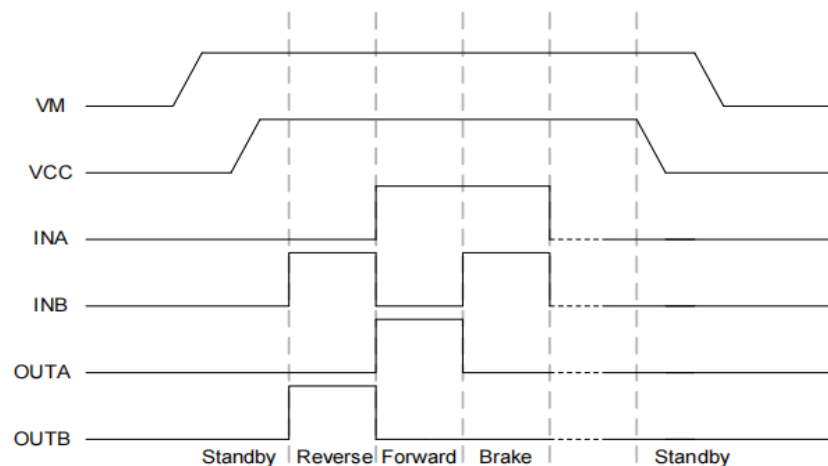 VM
VCC
INA
INB
OUTA
OUTB
Standby Reverse Forward Brake Standby